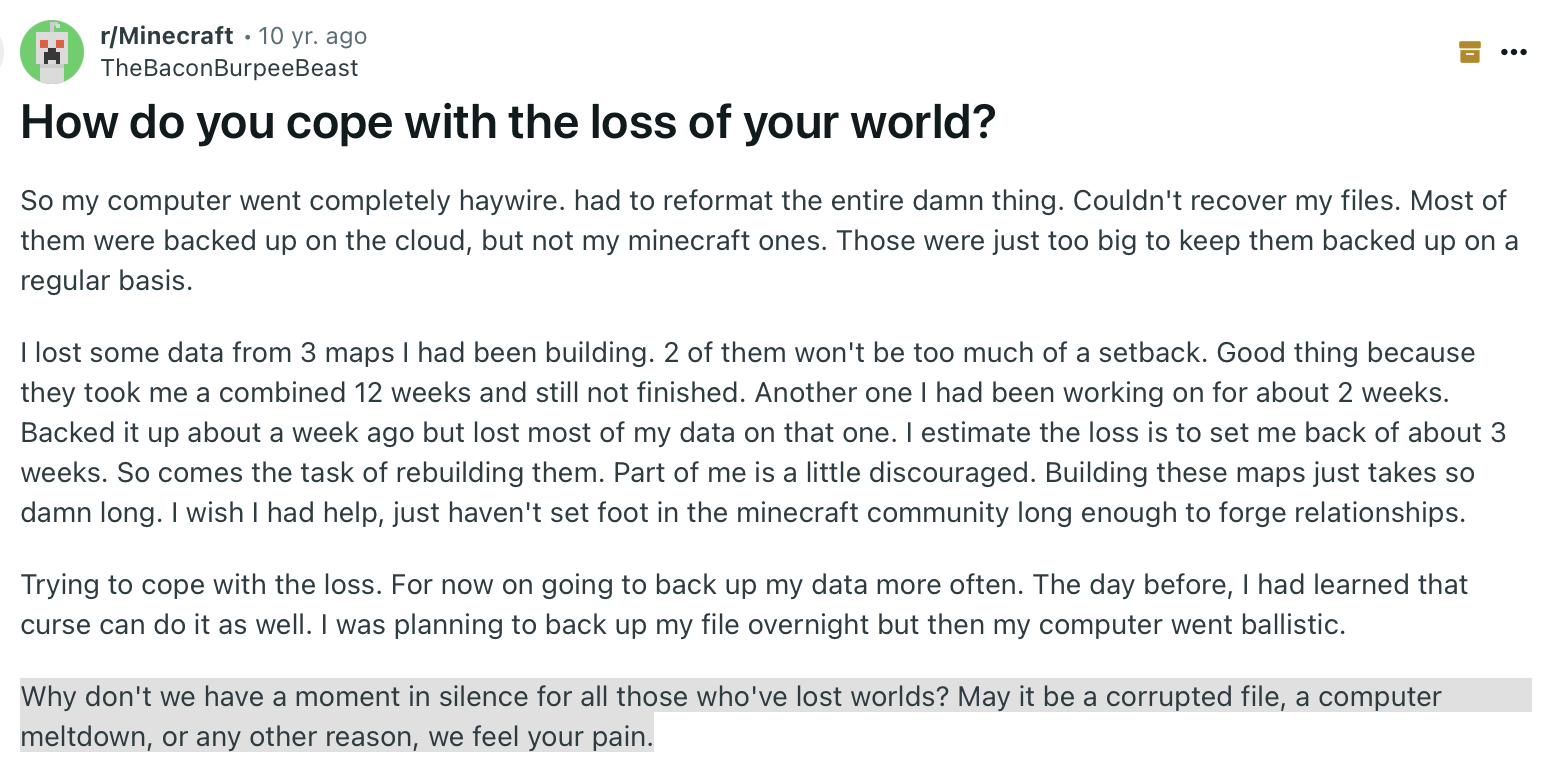 r/Minecraft • 10 yr. ago
TheBaconBurpeeBeast
How do you cope with the loss of your world?
So my computer went completely haywire. had to reformat the entire damn thing. Couldn't recover my files. Most of
them were backed up on the cloud, but not my minecraft ones. Those were just too big to keep them backed up on a
regular basis.
I lost some data from 3 maps I had been building. 2 of them won't be too much of a setback. Good thing because
they took me a combined 12 weeks and still not finished. Another one I had been working on for about 2 weeks.
Backed it up about a week ago but lost most of my data on that one. I estimate the loss is to set me back of about 3
weeks. So comes the task of rebuilding them. Part of me is a little discouraged. Building these maps just takes so
damn long. I wish I had help, just haven't set foot in the minecraft community long enough to forge relationships.
Trying to cope with the loss. For now on going to back up my data more often. The day before, I had learned that
curse can do it as well. I was planning to back up my file overnight but then my computer went ballistic.
Why don't we have a moment in silence for all those who've lost worlds? May it be a corrupted file, a computer
meltdown, or any other reason, we feel your pain.